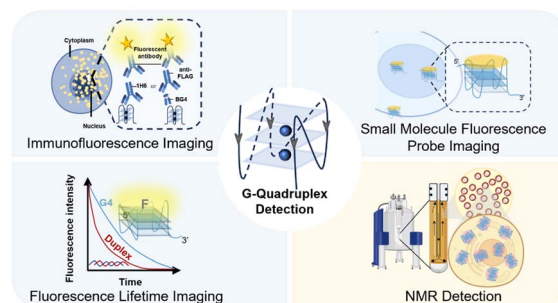 Cytoplasm
Fluorescent
antibody
anti-
FLAG
1H6
or
BG4
Nucleus
Immunofluorescence Imaging
5'
3'
Small Molecule Fluorescence
Probe Imaging
G-Quadruplex
Detection
Fluorescence intensity
G4
Duplex
F
5'
3'
Time
Fluorescence Lifetime Imaging
NMR Detection